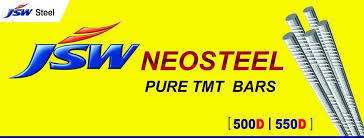 JSW Steel
JSW NEOSTEEL
PURE TMT BARS
[ 500D | 550D ]